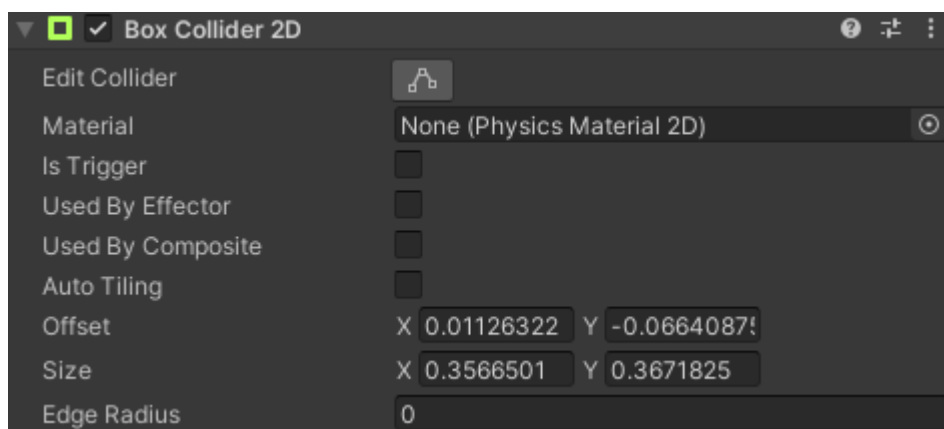 Box Collider 2D
Edit Collider
Material None (Physics Material 2D)
Is Trigger
Used By Effector
Used By Composite
Auto Tiling
Offset X 0.01126322 Y -0.0664087
Size X 0.3566501 Y 0.3671825
Edge Radius 0